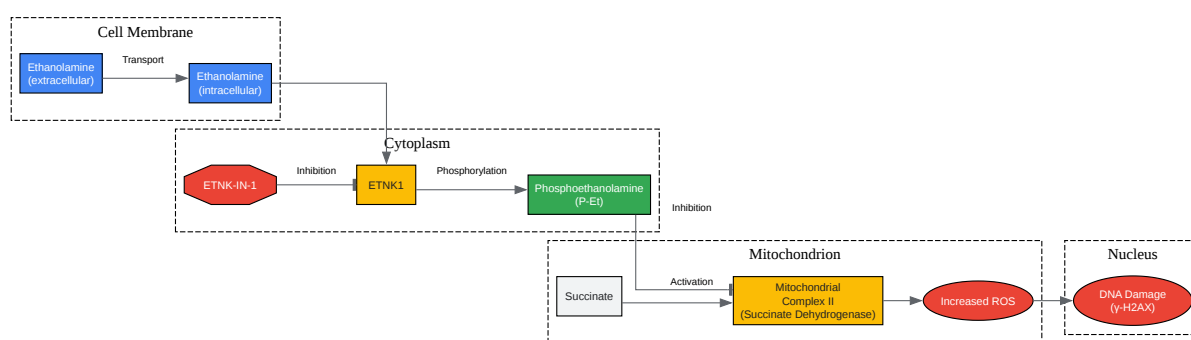 Cell Membrane
Ethanolamine
(extracellular)
Transport
Ethanolamine
(intracellular)
Cytoplasm
ETNK-IN-1
Inhibition
ETNK1
Phosphorylation
Phosphoethanolamine
(P-Et)
Inhibition
Mitochondrion
Succinate
Activation
Mitochondrial
Complex II
(Succinate Dehydrogenase)
Increased ROS
Nucleus
DNA Damage
(γ-H2AX)